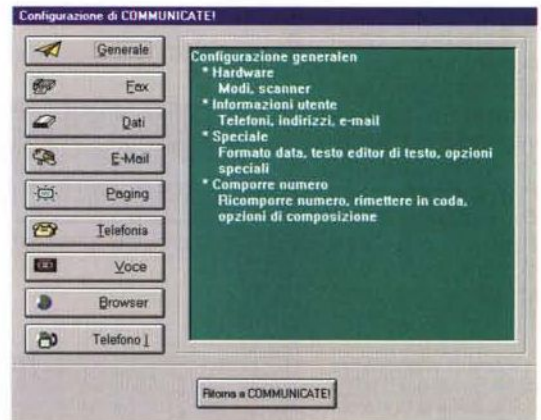 Configurazione di COMMUNICATE!
Generale
Fax
Dati
E-Mail
Paging
Telefonia
Voce
Browser
Telefono I
Configurazione generalen
* Hardware
Modi, scanner
* Informazioni utente
Telefoni, indirizzi, e-mail
* Speciale
Formato data, testo editor di testo, opzioni
speciali
* Comporre numero
Ricomporre numero, rimettere in coda,
opzioni di composizione
Ritorna a COMMUNICATE!